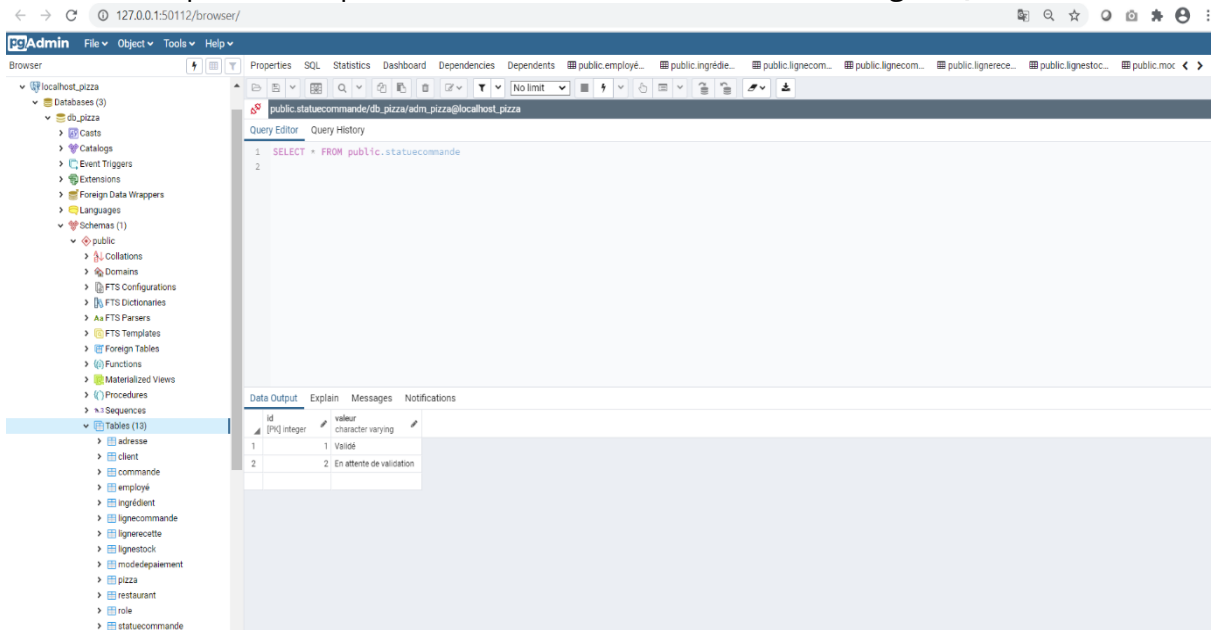 127.0.0.1:50112/browser/
pgAdmin File Object Tools Help
Browser
Properties SQL Statistics Dashboard Dependencies Dependents public.employé... public.ingrédie... public.lignecom... public.lignecom... public.lignerece... public.lignestoc... public.moc
localhost_pizza
Databases (3)
db_pizza
Casts
Catalogs
Event Triggers
Extensions
Foreign Data Wrappers
Languages
Schemas (1)
public
Collations
Domains
FTS Configurations
FTS Dictionaries
Aa FTS Parsers
FTS Templates
Foreign Tables
Functions
Materialized Views
Procedures
1..3 Sequences
Tables (13)
adresse
client
commande
employé
ingrédient
lignecommande
lignerecette
lignestock
modedepaiement
pizza
restaurant
role
statuecommande
No limit
public.statuecommande/db_pizza/adm_pizza@localhost_pizza
Query Editor Query History
1 SELECT * FROM public.statuecommande
2
Data Output Explain Messages Notifications
id valeur
[PK] integer character varying
1 1 Validé
2 2 En attente de validation